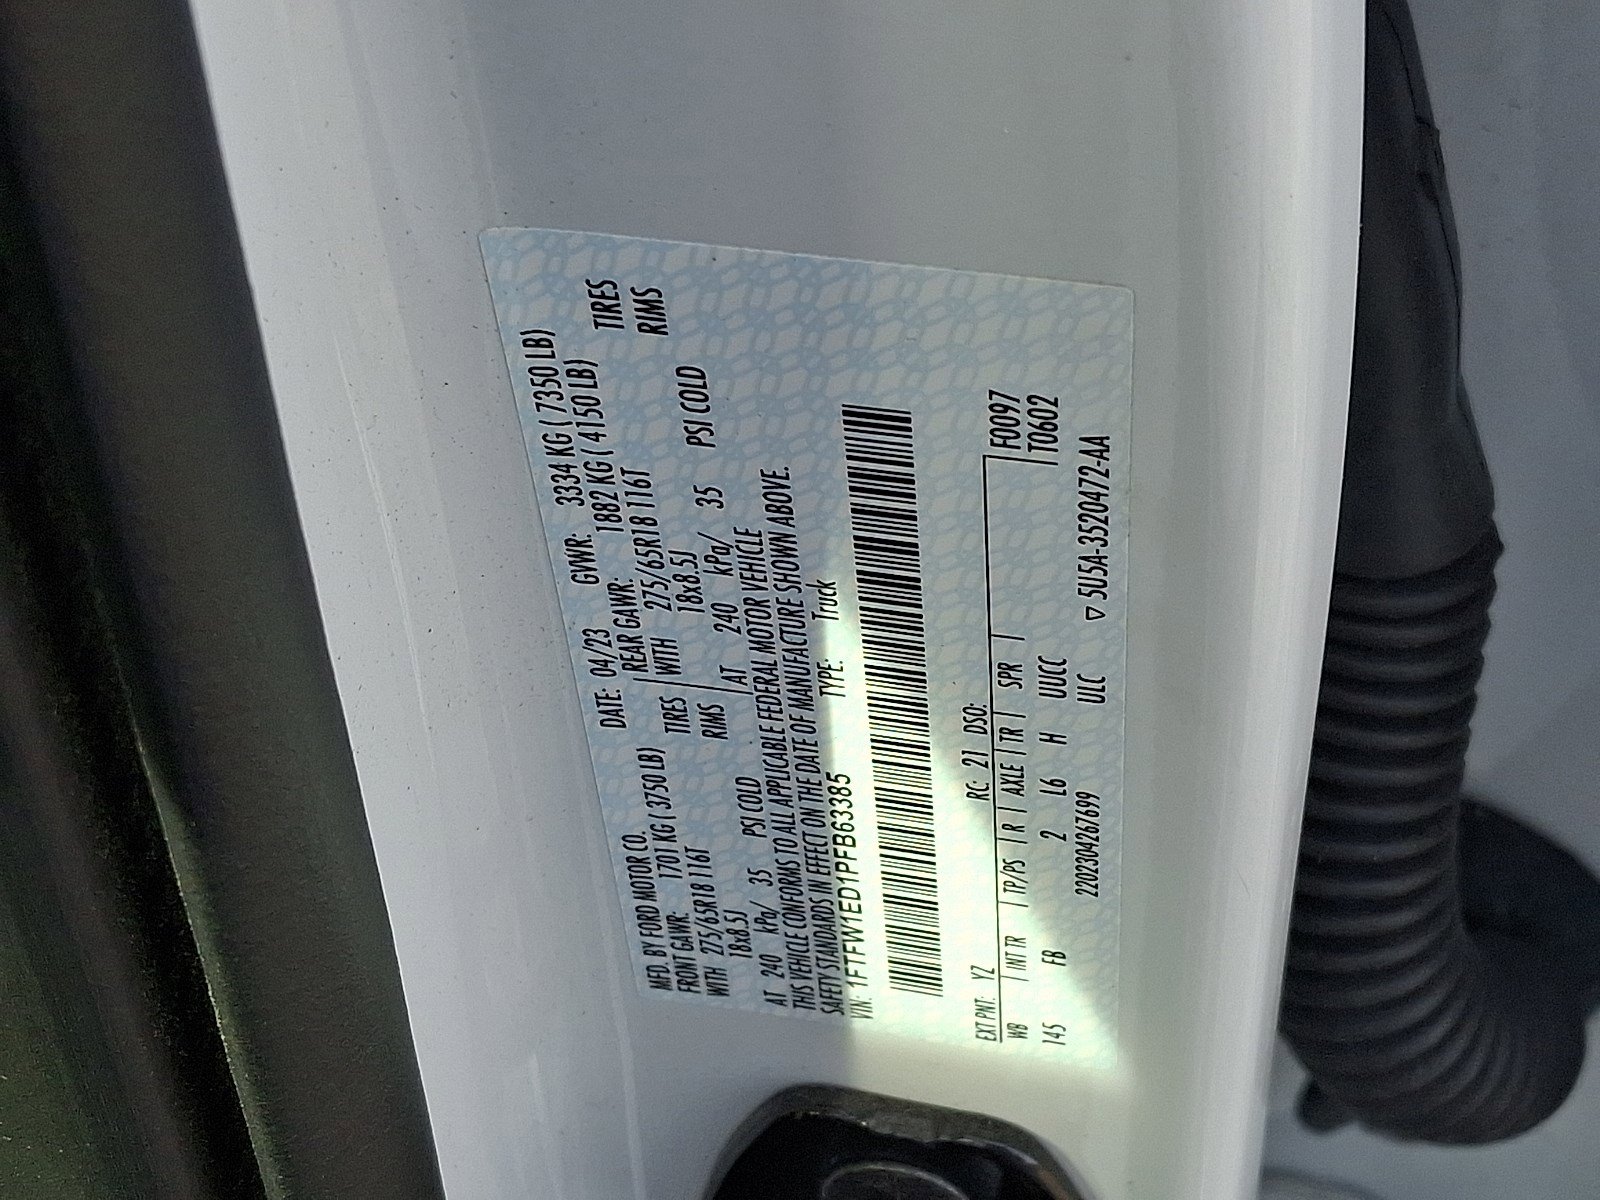 MFD. BY FORD MOTOR CO.
DATE: 04/23 GVWR: 3334 KG ( 7350 LB)
FRONT GAWR: 1701 KG ( 3750 LB) REAR GAWR: 1882 KG ( 4150 LB)
WITH 275/65R18 116T TIRES WITH 275/65R18 116T TIRES
18x8.5J RIMS 18x8.5J RIMS
AT 240 kPa/ 35 PSI COLD AT 240 kPa/ 35 PSI COLD
THIS VEHICLE CONFORMS TO ALL APPLICABLE FEDERAL MOTOR VEHICLE
SAFETY STANDARDS IN EFFECT ON THE DATE OF MANUFACTURE SHOWN ABOVE.
VIN: 1FTFW1ED1PFB63385 TYPE: Truck
EXT PNT: YZ RC: 21 DSO: F0097
WB INT TR TP/PS R AXLE TR SPR T0602
145 FB 2 L6 H UUCC
2202304267699 ULC ▽ 5U5A-3520472-AA